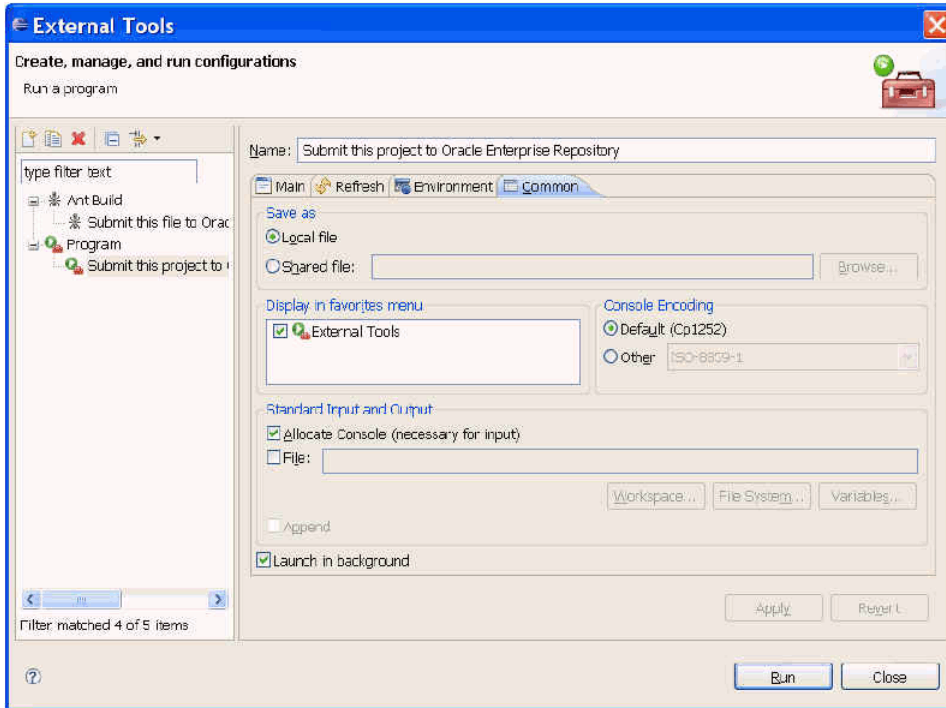 External Tools
Create, manage, and run configurations
Run a program
type filter text
Ant Build
Submit this file to Orac
Program
Submit this project to
Filter matched 4 of 5 items
Name: Submit this project to Oracle Enterprise Repository
Main Refresh Environment Common
Save as
Local file
Shared file: Browse...
Display in favorites menu
External Tools
Console Encoding
Default (Cp1252)
Other ISO-8859-1
Standard Input and Output
Allocate Console (necessary for input)
File:
Workspace... File System... Variables...
Append
Launch in background
Apply Revert
Run Close